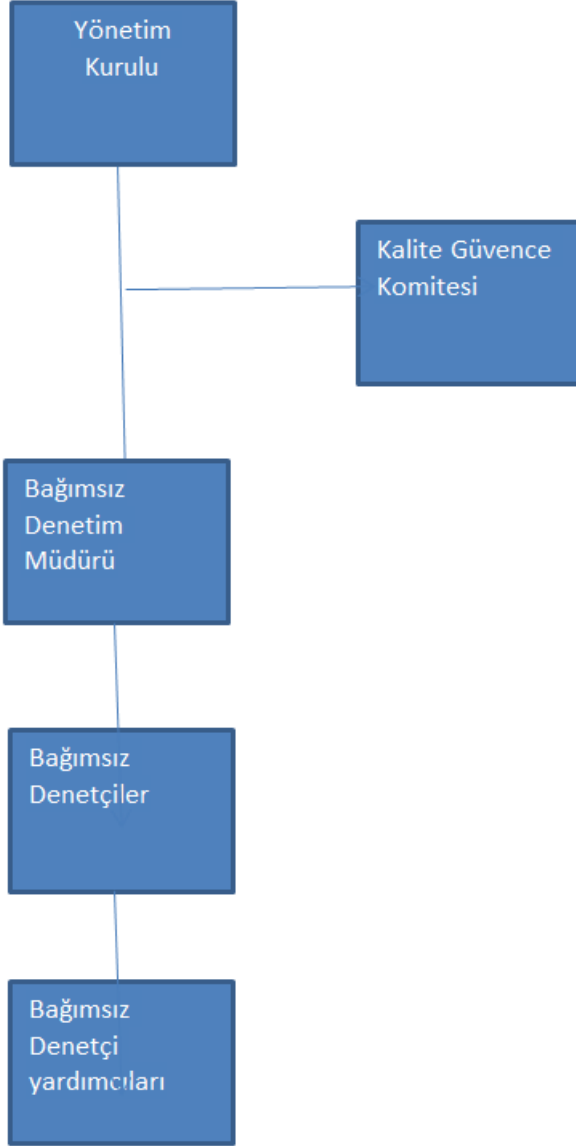 Yönetim
Kurulu
Kalite Güvence
Komitesi
Bağımsız
Denetim
Müdürü
Bağımsız
Denetçiler
Bağımsız
Denetçi
yardımcıları